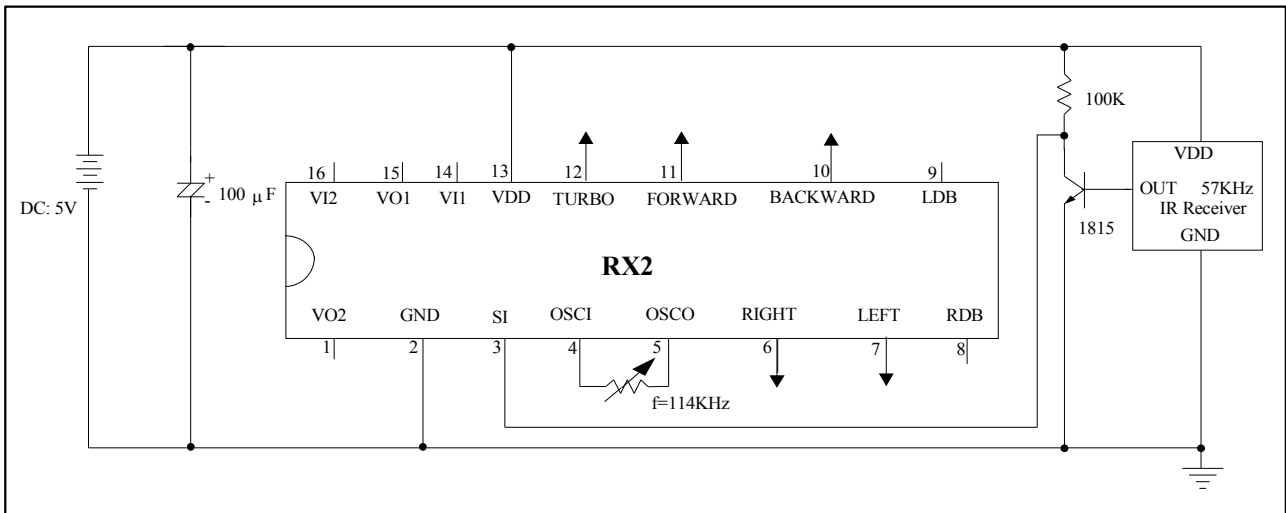 100K
16
15
14
13
12
11
10
9
VDD
VI2
VO1
VI1
VDD
TURBO
FORWARD
BACKWARD
LDB
OUT 57KHz
IR Receiver
GND
DC: 5V
+
100 μF
-
1815
RX2
VO2
GND
SI
OSCI
OSCO
RIGHT
LEFT
RDB
1
2
3
4
5
6
7
8
f=114KHz